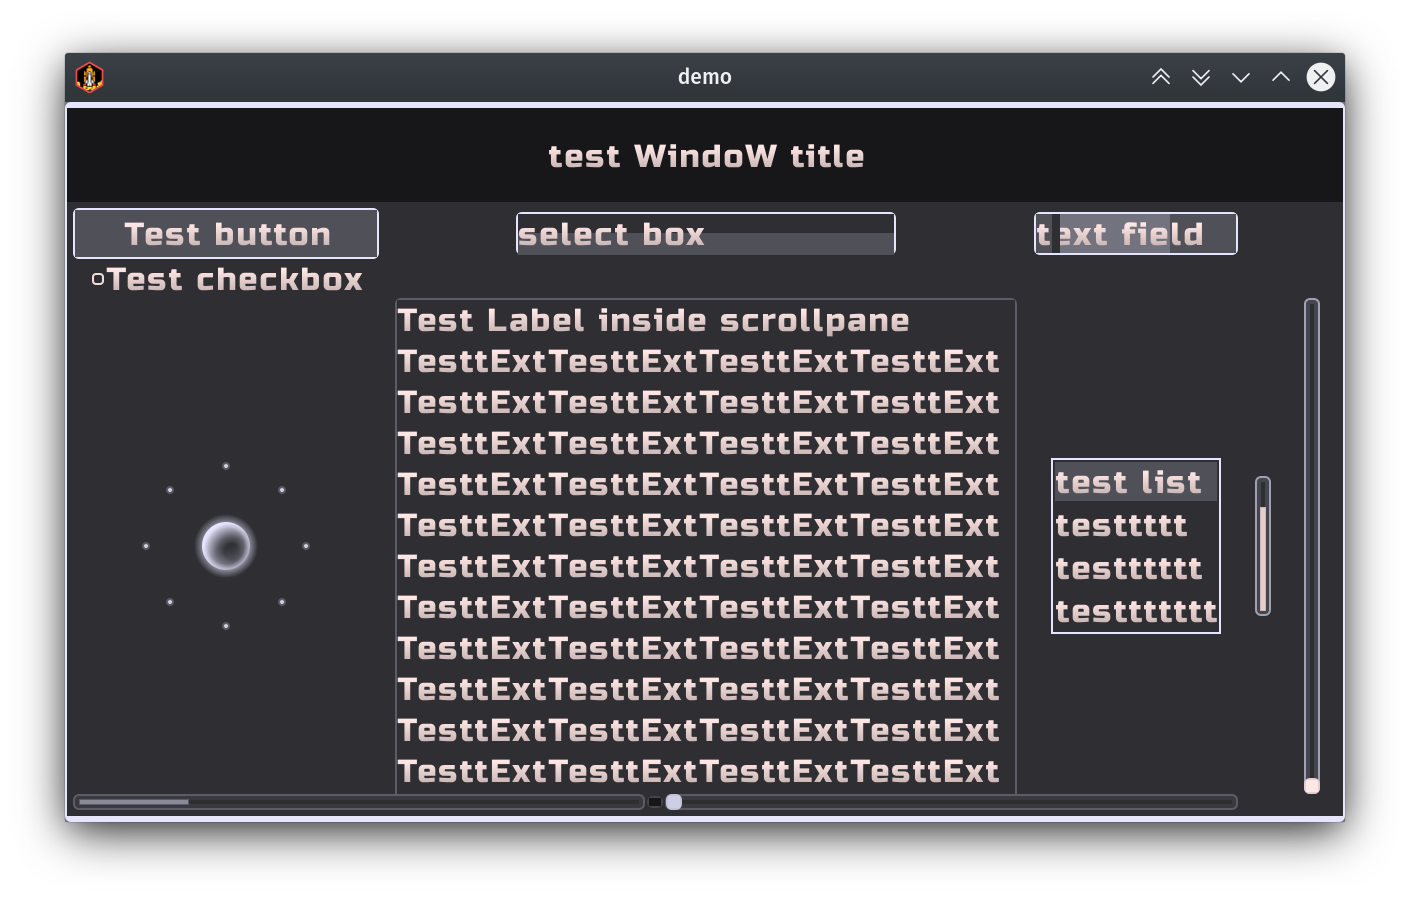 demo
test WindoW title
Test button
select box
text field
Test checkbox
Test Label inside scrollpane
TesttExtTesttExtTesttExtTesttExt
TesttExtTesttExtTesttExtTesttExt
TesttExtTesttExtTesttExtTesttExt
TesttExtTesttExtTesttExtTesttExt
TesttExtTesttExtTesttExtTesttExt
TesttExtTesttExtTesttExtTesttExt
TesttExtTesttExtTesttExtTesttExt
TesttExtTesttExtTesttExtTesttExt
TesttExtTesttExtTesttExtTesttExt
TesttExtTesttExtTesttExtTesttExt
TesttExtTesttExtTesttExtTesttExt
test list
testtttt
testttttt
testtttttt